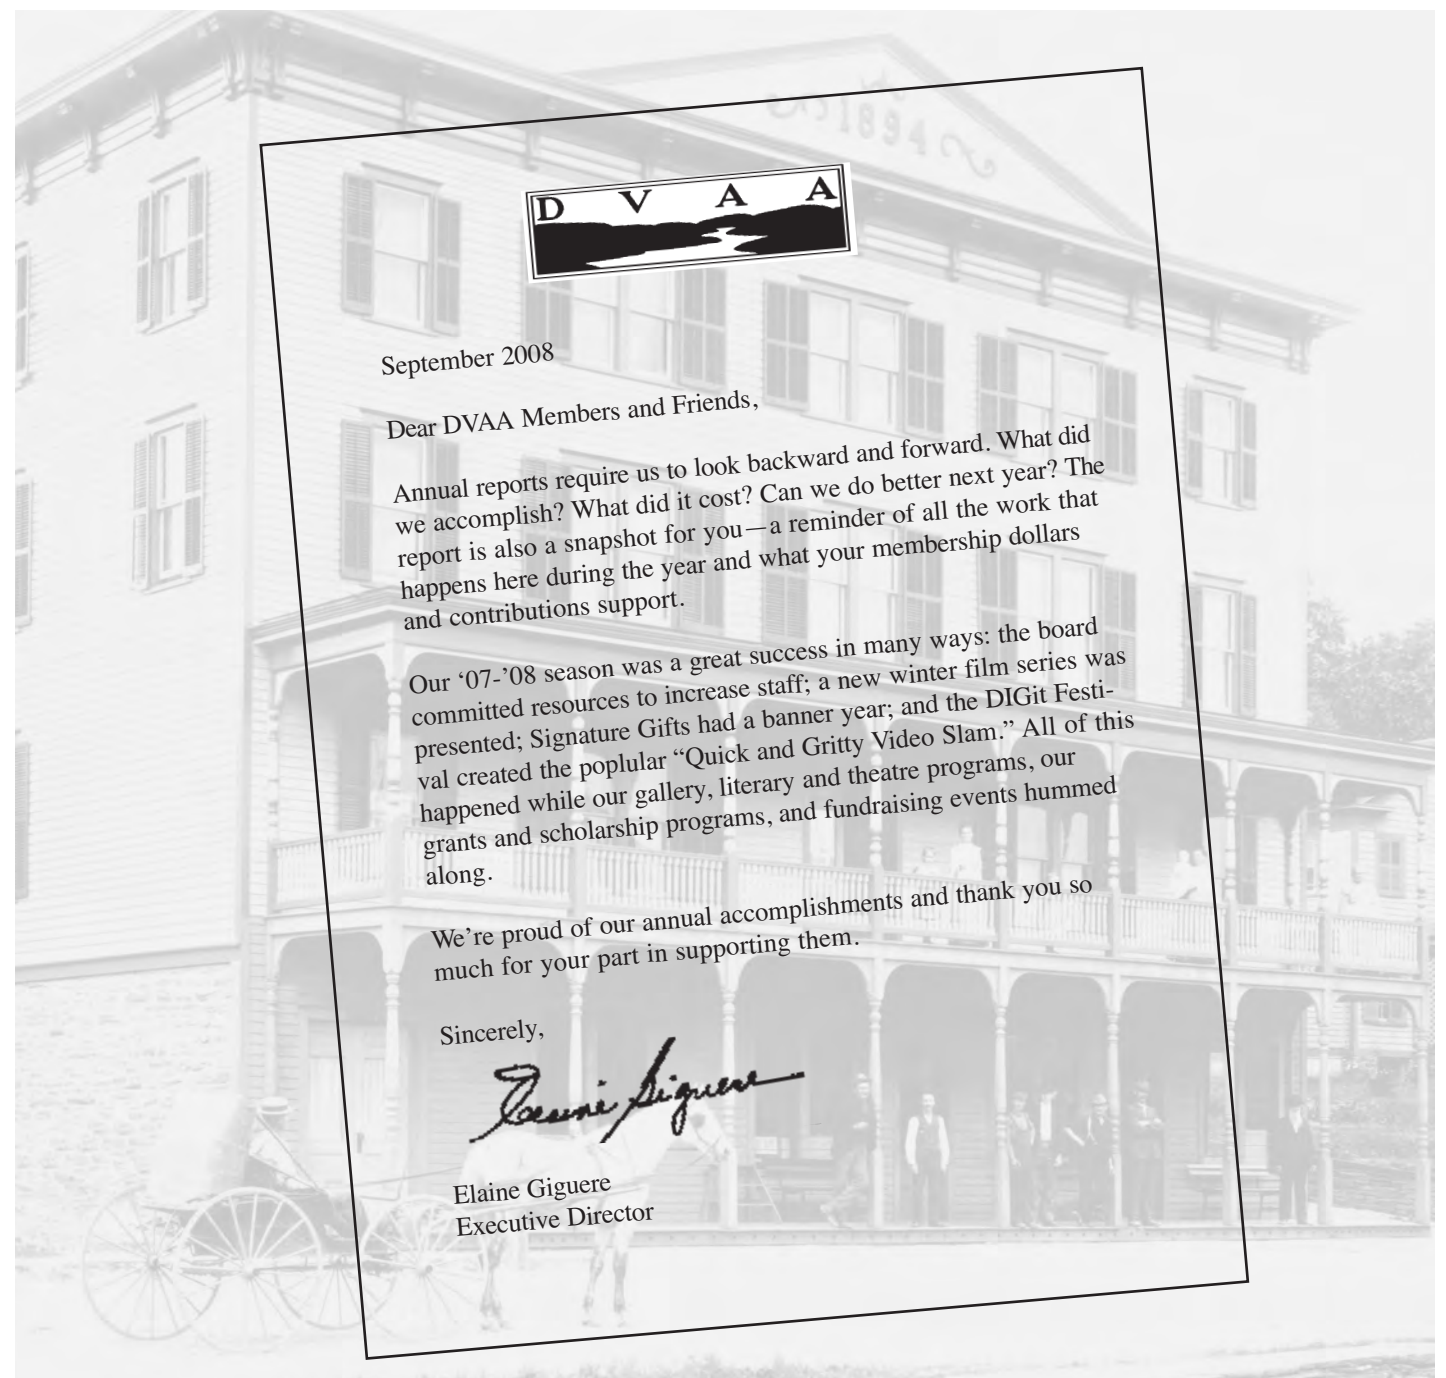 1894
D V A A
September 2008
Dear DVAA Members and Friends,
Annual reports require us to look backward and forward. What did
we accomplish? What did it cost? Can we do better next year? The
report is also a snapshot for you—a reminder of all the work that
happens here during the year and what your membership dollars
and contributions support.
Our ‘07-’08 season was a great success in many ways: the board
committed resources to increase staff; a new winter film series was
presented; Signature Gifts had a banner year; and the DIGit Festi-
val created the poplular “Quick and Gritty Video Slam.” All of this
happened while our gallery, literary and theatre programs, our
grants and scholarship programs, and fundraising events hummed
along.
We’re proud of our annual accomplishments and thank you so
much for your part in supporting them.
Sincerely,
Elaine Giguere
Elaine Giguere
Executive Director